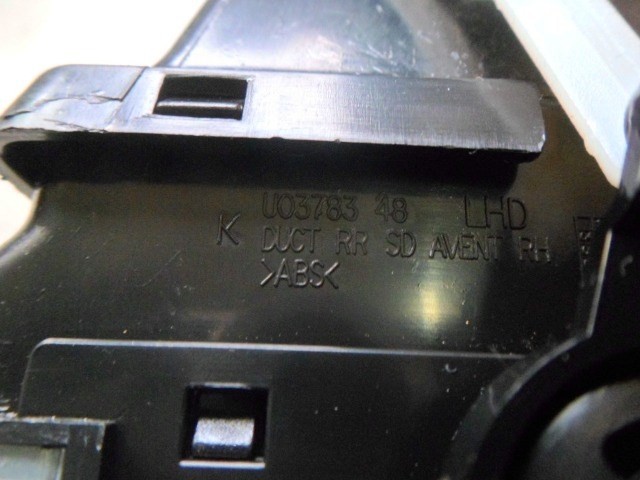 U03783 48 LHD
K DUCT RR SD AVENT RH
>ABS<